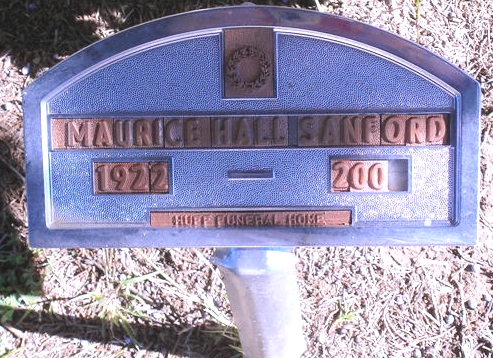 MAURICE HALL SANFORD
1922 - 200
HUFF FUNERAL HOME